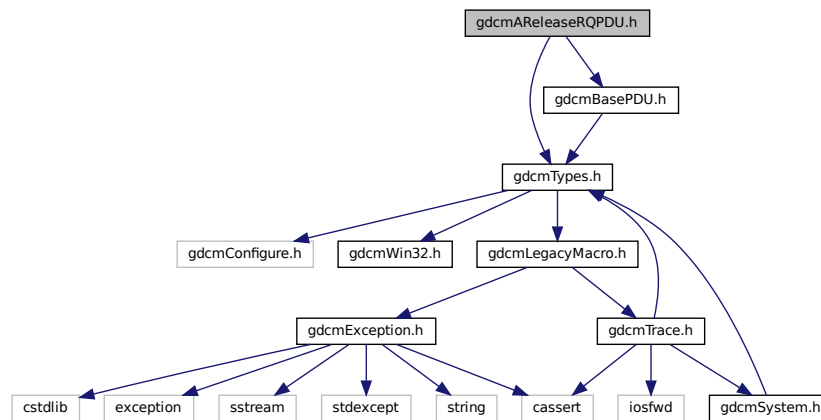 gdcmAReleaseRQPDU.h
gdcmBasePDU.h
gdcmTypes.h
gdcmConfigure.h
gdcmWin32.h
gdcmLegacyMacro.h
gdcmException.h
gdcmTrace.h
cstdlib
exception
sstream
stdexcept
string
cassert
iosfwd
gdcmSystem.h